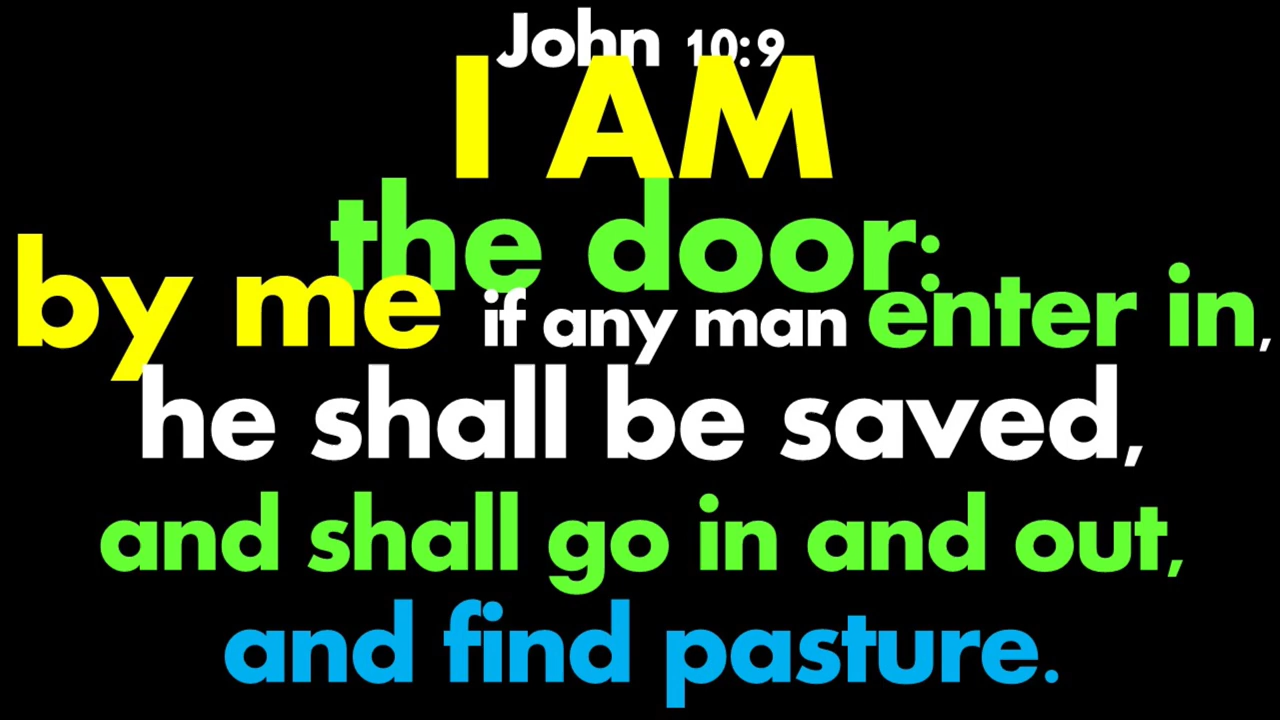 John 10:9
I AM
the door:
by me if any man enter in,
he shall be saved,
and shall go in and out,
and find pasture.